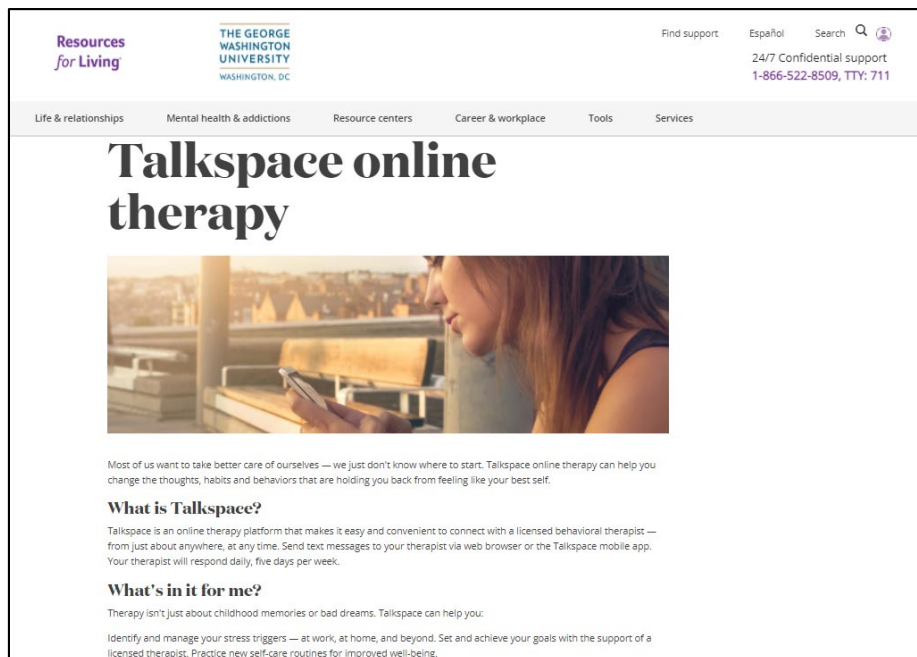 Resources
for Living
THE GEORGE
WASHINGTON
UNIVERSITY
WASHINGTON, DC
Find support Español Search
24/7 Confidential support
1-866-522-8509, TTY: 711
Life & relationships Mental health & addictions Resource centers Career & workplace Tools Services
Talkspace online
therapy
Most of us want to take better care of ourselves — we just don't know where to start. Talkspace online therapy can help you
change the thoughts, habits and behaviors that are holding you back from feeling like your best self.
What is Talkspace?
Talkspace is an online therapy platform that makes it easy and convenient to connect with a licensed behavioral therapist —
from just about anywhere, at any time. Send text messages to your therapist via web browser or the Talkspace mobile app.
Your therapist will respond daily, five days per week.
What's in it for me?
Therapy isn't just about childhood memories or bad dreams. Talkspace can help you:
Identify and manage your stress triggers — at work, at home, and beyond. Set and achieve your goals with the support of a
licensed therapist. Practice new self-care routines for improved well-being.